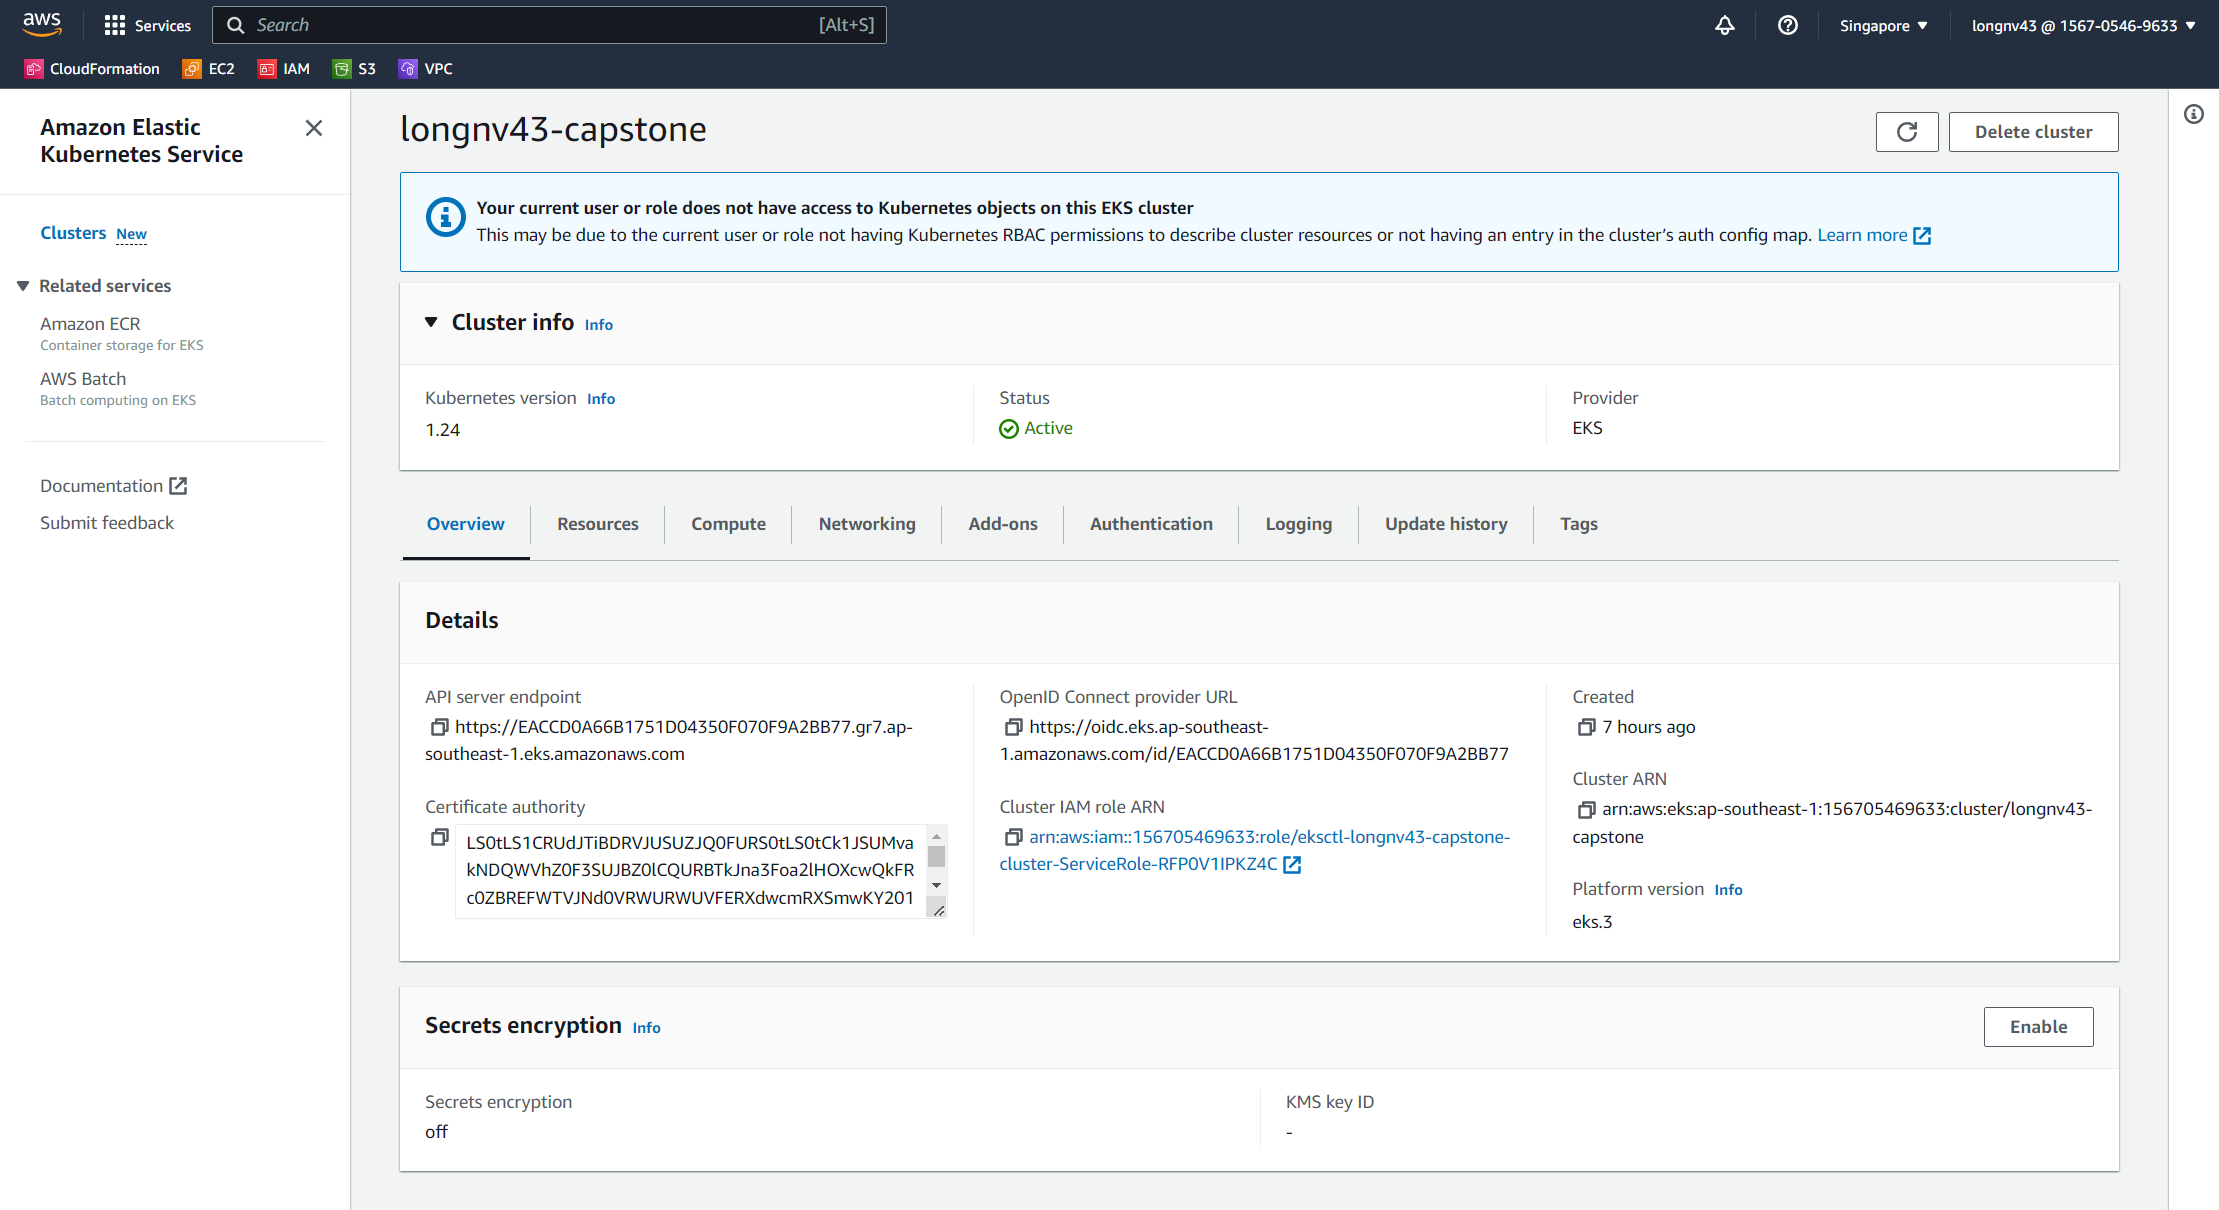 aws
Services
Search
[Alt+S]
Singapore
longnv43 @ 1567-0546-9633
CloudFormation
EC2
IAM
S3
VPC
Amazon Elastic
Kubernetes Service
Clusters New
Related services
Amazon ECR
Container storage for EKS
AWS Batch
Batch computing on EKS
Documentation
Submit feedback
longnv43-capstone
Delete cluster
Your current user or role does not have access to Kubernetes objects on this EKS cluster
This may be due to the current user or role not having Kubernetes RBAC permissions to describe cluster resources or not having an entry in the cluster’s auth config map. Learn more
Cluster info Info
Kubernetes version Info
1.24
Status
Active
Provider
EKS
Overview
Resources
Compute
Networking
Add-ons
Authentication
Logging
Update history
Tags
Details
API server endpoint
https://EACCD0A66B1751D04350F070F9A2BB77.gr7.ap-
southeast-1.eks.amazonaws.com
Certificate authority
LS0tLS1CRUdJTiBDRVJUSUZJQ0FURS0tLS0tCk1JSUMva
kNDQWVhZ0F3SUJBZ0lCQURBTkJna3Foa2lHOXcwQkFR
c0ZBREFWTVJNd0VRWURWUVFERXdwcmRXSmwKY201
OpenID Connect provider URL
https://oidc.eks.ap-southeast-
1.amazonaws.com/id/EACCD0A66B1751D04350F070F9A2BB77
Cluster IAM role ARN
arn:aws:iam::156705469633:role/eksctl-longnv43-capstone-
cluster-ServiceRole-RFP0V1IPKZ4C
Created
7 hours ago
Cluster ARN
arn:aws:eks:ap-southeast-1:156705469633:cluster/longnv43-
capstone
Platform version Info
eks.3
Secrets encryption Info
Enable
Secrets encryption
off
KMS key ID
-